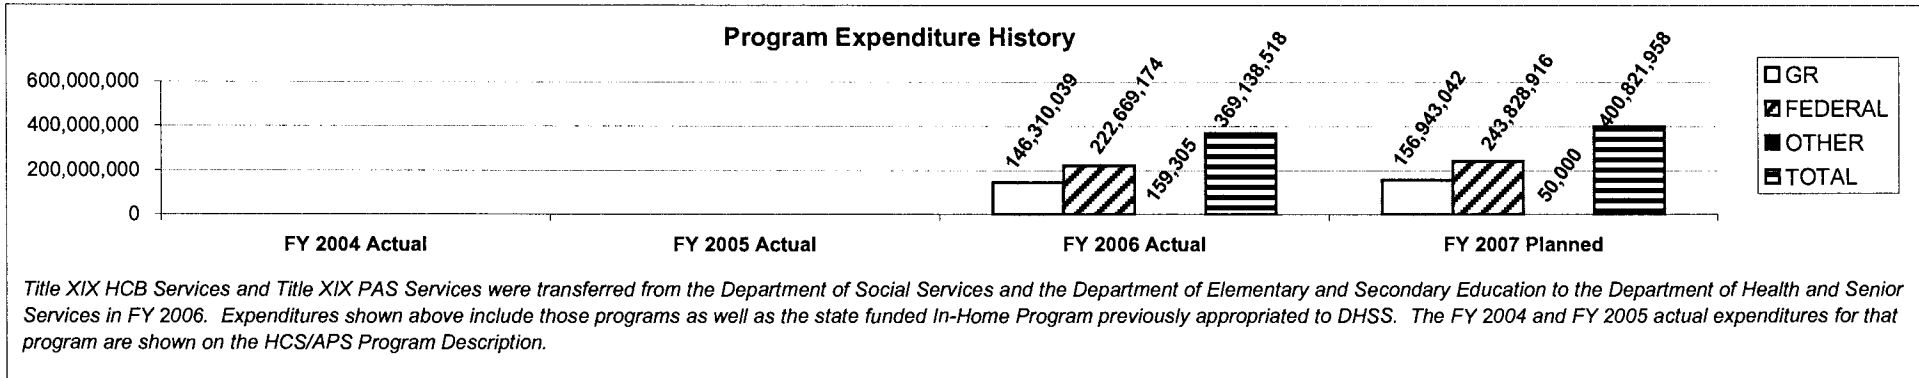 Program Expenditure History
600,000,000
400,000,000
200,000,000
0
146,310,039
222,669,174
159,305
369,138,518
156,943,042
243,828,916
50,000
400,821,958
FY 2004 Actual
FY 2005 Actual
FY 2006 Actual
FY 2007 Planned
GR
FEDERAL
OTHER
TOTAL
Title XIX HCB Services and Title XIX PAS Services were transferred from the Department of Social Services and the Department of Elementary and Secondary Education to the Department of Health and Senior
Services in FY 2006. Expenditures shown above include those programs as well as the state funded In-Home Program previously appropriated to DHSS. The FY 2004 and FY 2005 actual expenditures for that
program are shown on the HCS/APS Program Description.